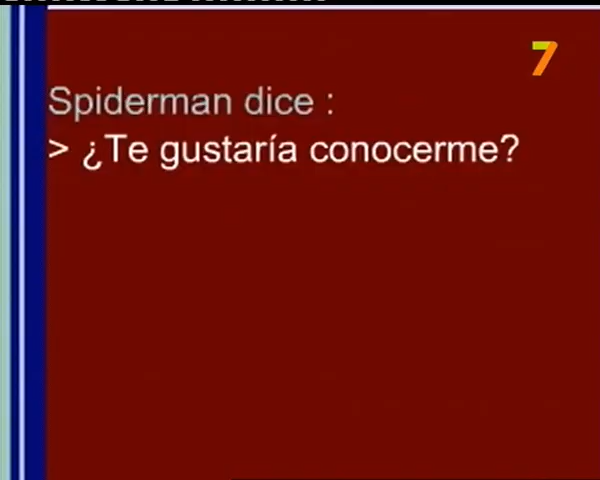 7
Spiderman dice :
> ¿Te gustaría conocerme?